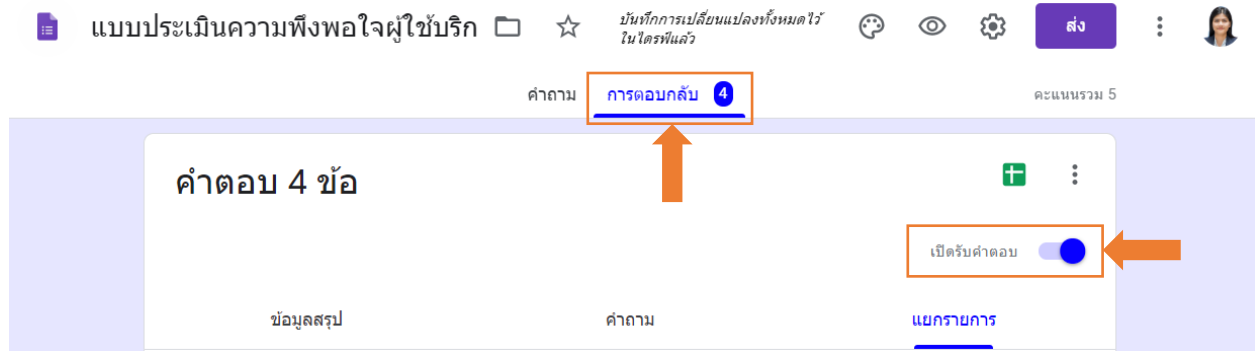 แบบประเมินความพึงพอใจผู้ใช้บริก
บันทึกการเปลี่ยนแปลงทั้งหมดไว้
ในไดรฟ์แล้ว
ส่ง
คำถาม
การตอบกลับ 4
คะแนนรวม 5
คำตอบ 4 ข้อ
เปิดรับคำตอบ
ข้อมูลสรุป
คำถาม
แยกรายการ